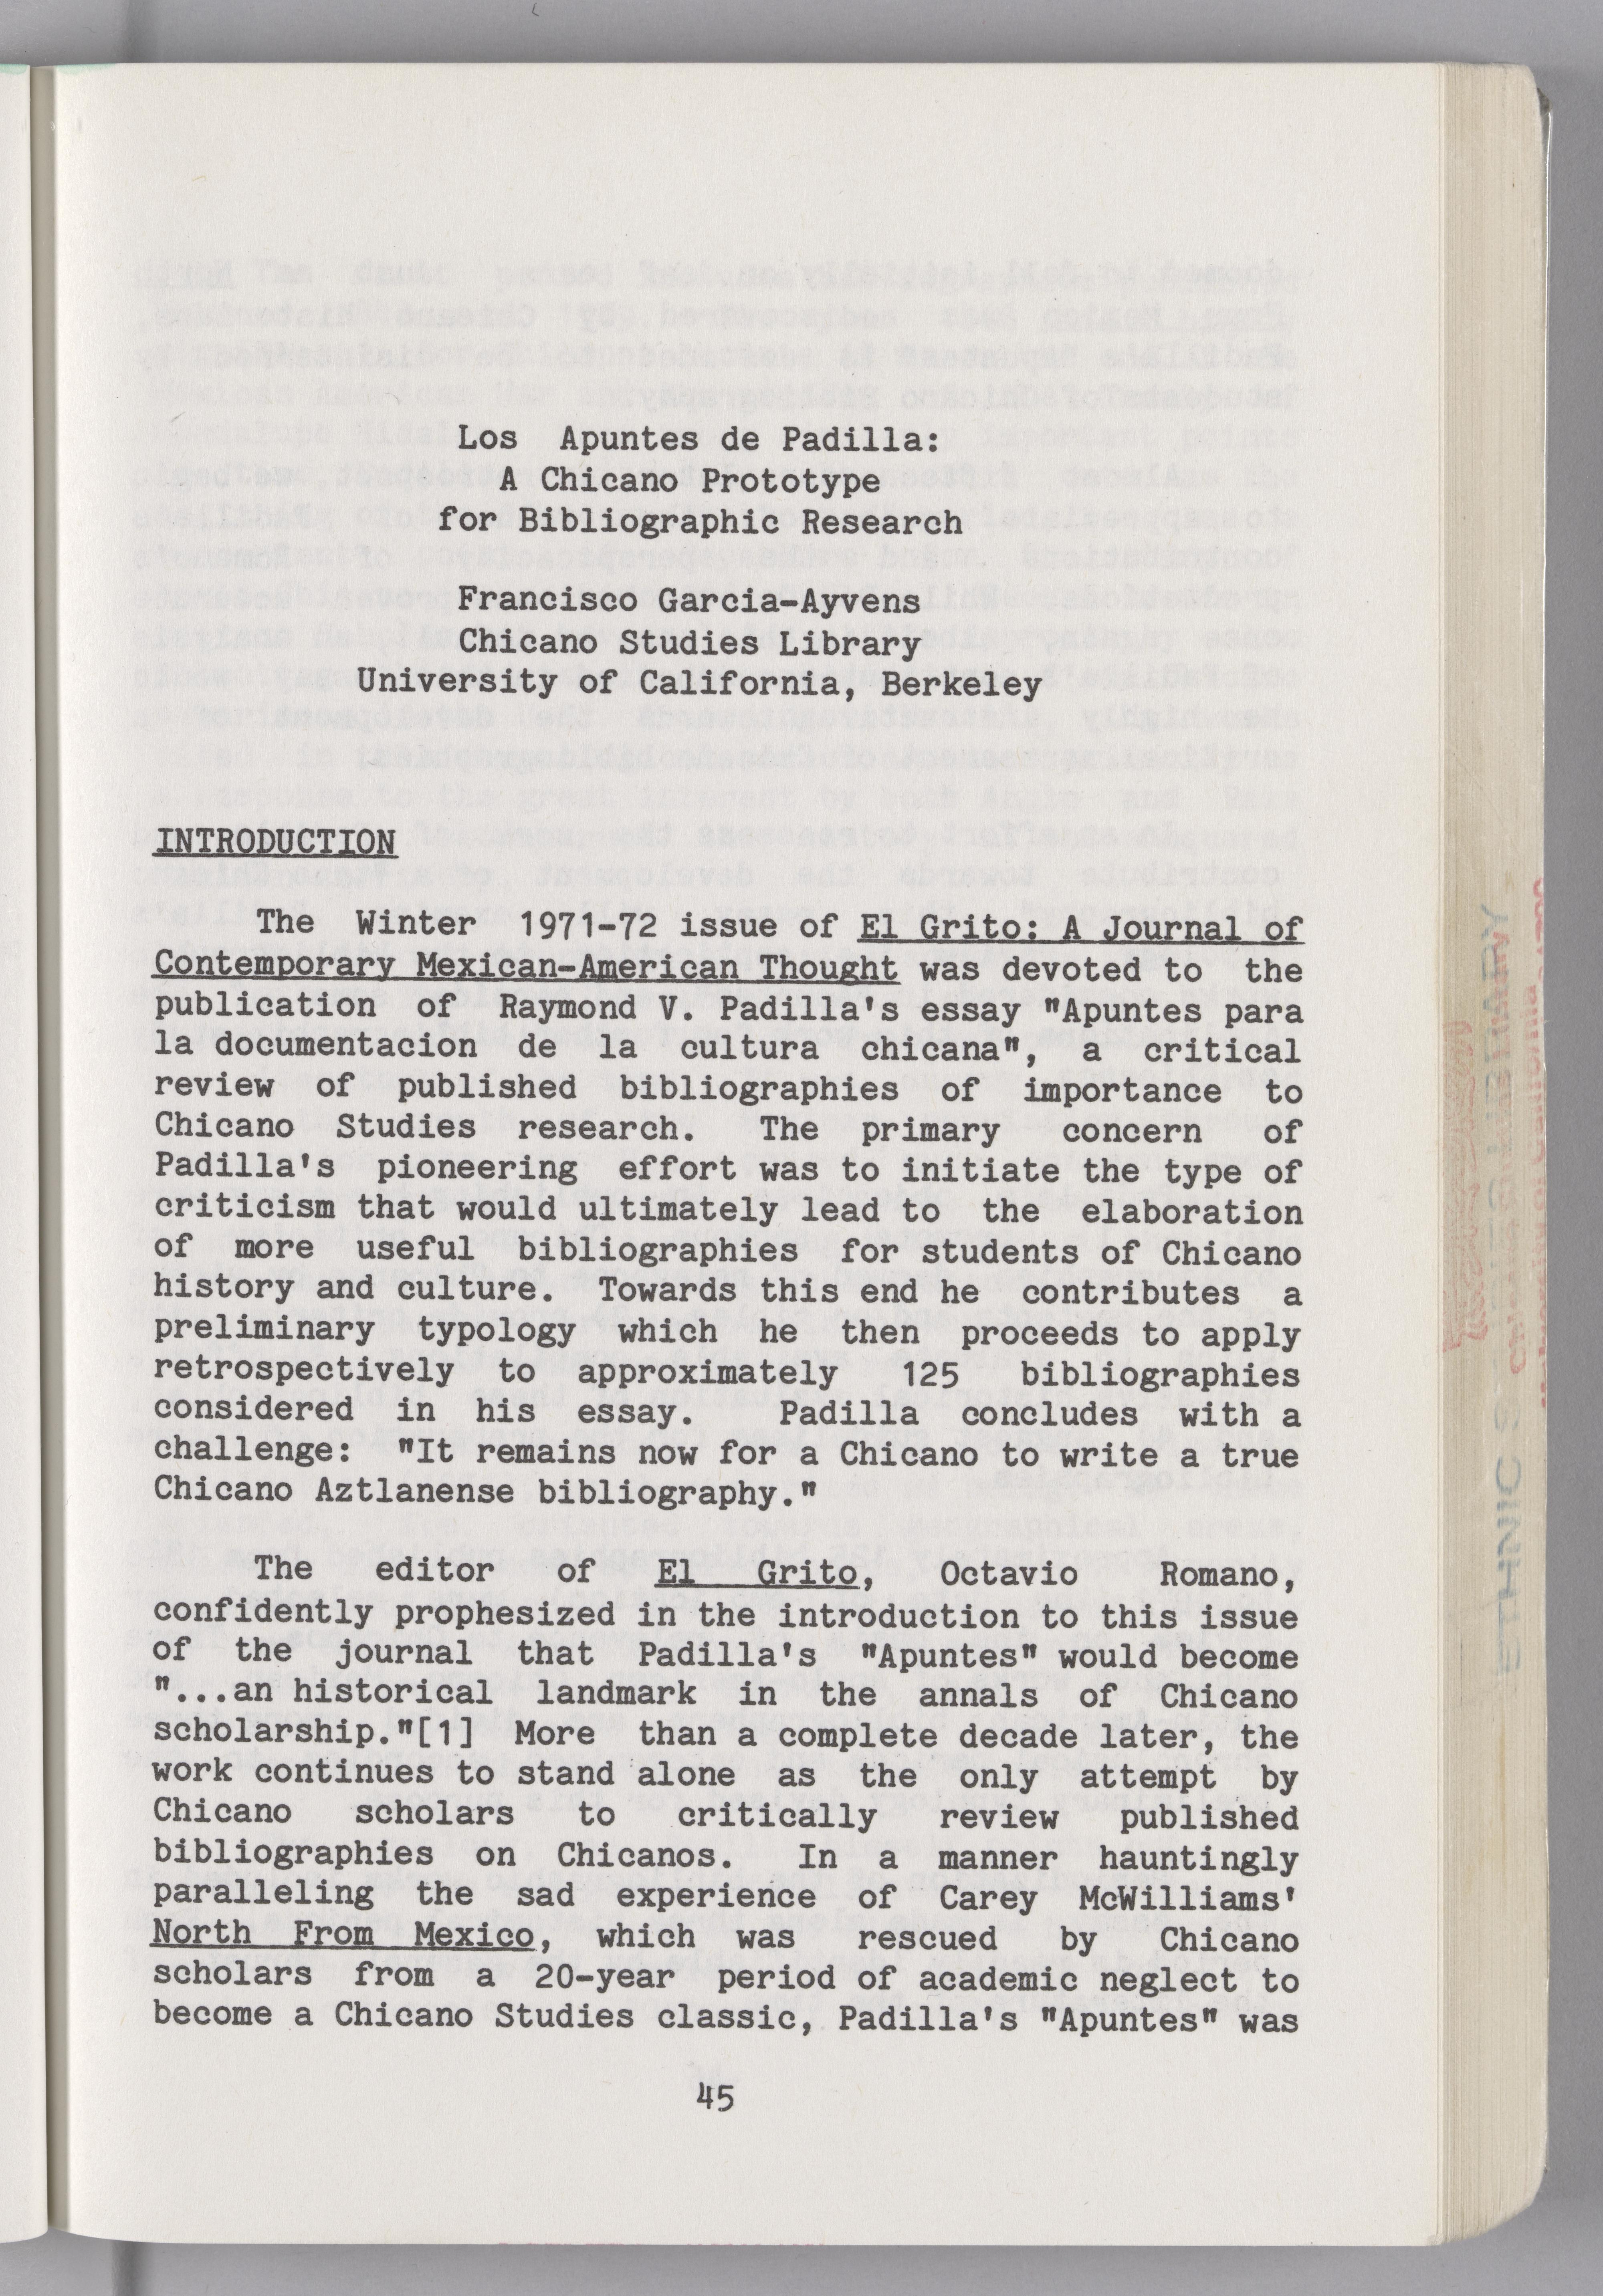 Los Apuntes de Padilla:
A Chicano Prototype
for Bibliographic Research
Francisco Garcia-Ayvens
Chicano Studies Library
University of California, Berkeley
INTRODUCTION
The Winter 1971-72 issue of El Grito: A Journal of
Contemporary Mexican-American Thought was devoted to the
publication of Raymond V. Padilla's essay "Apuntes para
la documentacion de la cultura chicana", a critical
review of published bibliographies of importance to
Chicano Studies research. The primary concern of
Padilla's pioneering effort was to initiate the type of
criticism that would ultimately lead to the elaboration
of more useful bibliographies for students of Chicano
history and culture. Towards this end he contributes a
preliminary typology which he then proceeds to apply
retrospectively to approximately 125 bibliographies
considered in his essay. Padilla concludes with a
challenge: "It remains now for a Chicano to write a true
Chicano Aztlanense bibliography."
The editor of El Grito, Octavio Romano,
confidently prophesized in the introduction to this issue
of the journal that Padilla's "Apuntes" would become
"...an historical landmark in the annals of Chicano
scholarship."[1] More than a complete decade later, the
work continues to stand alone as the only attempt by
Chicano scholars to critically review published
bibliographies on Chicanos. In a manner hauntingly
paralleling the sad experience of Carey McWilliams'
North From Mexico, which was rescued by Chicano
scholars from a 20-year period of academic neglect to
become a Chicano Studies classic, Padilla's "Apuntes" was
45
ETHNIC S LIBRARY